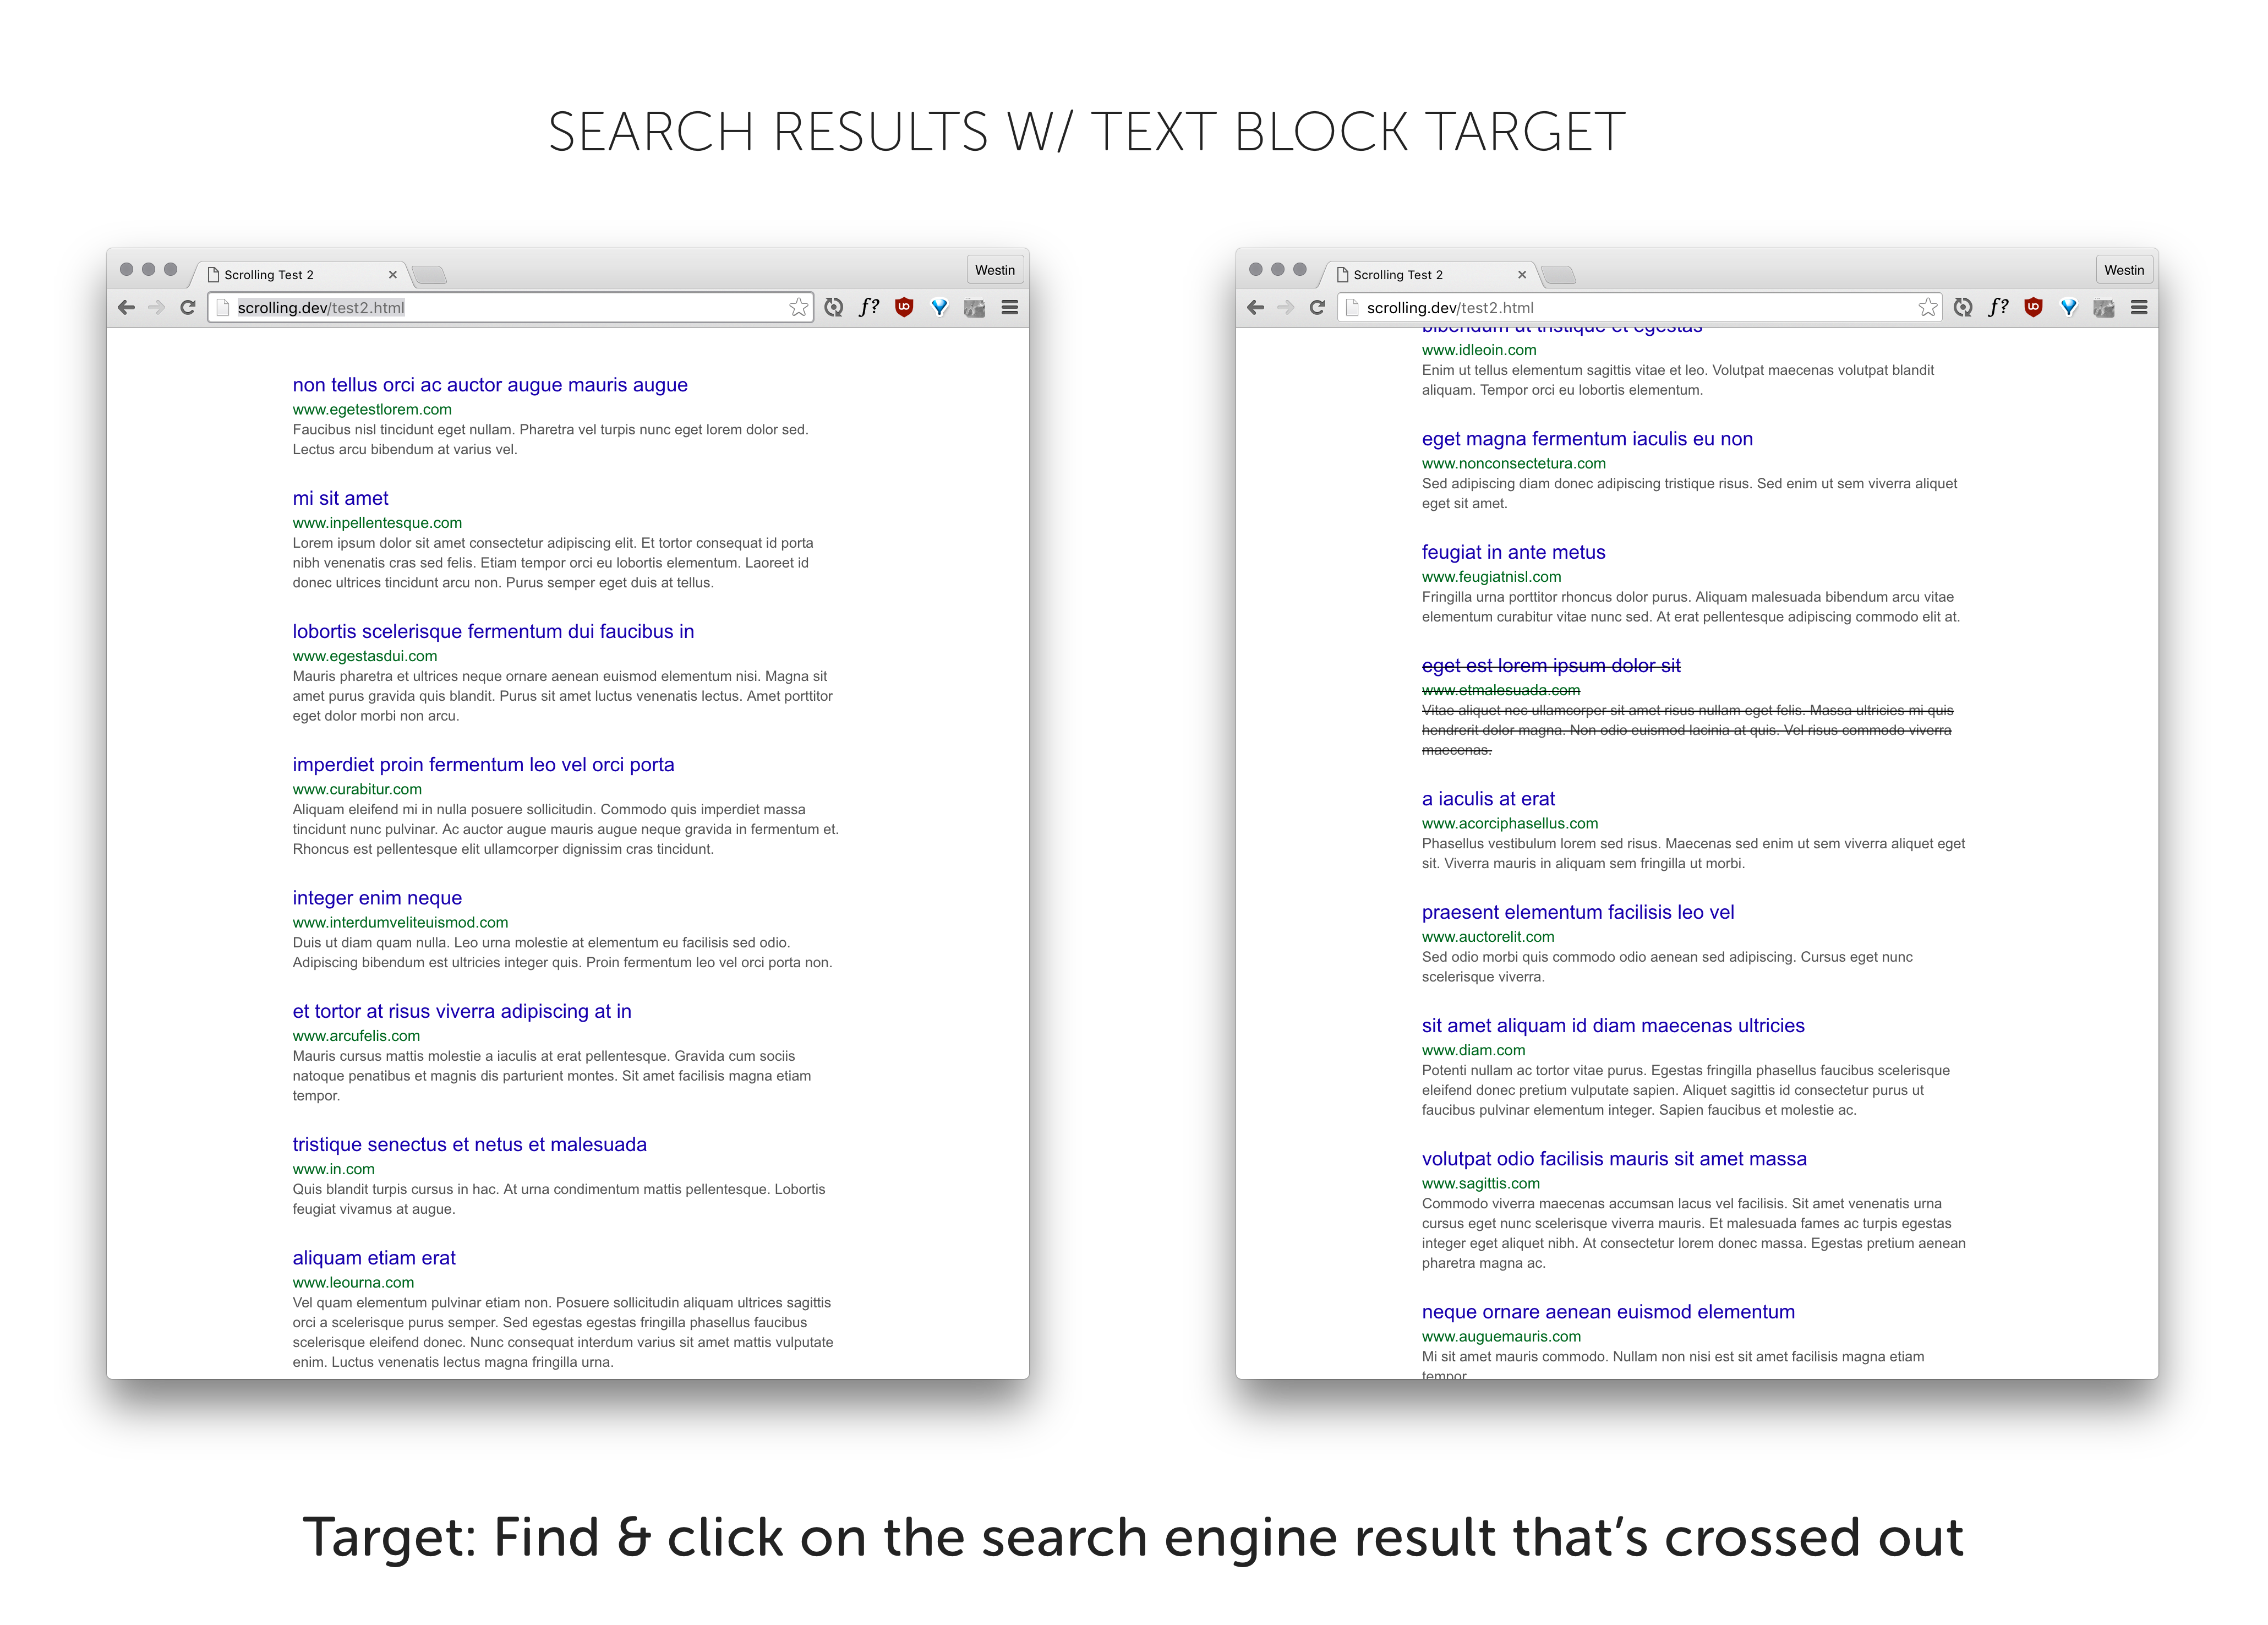 SEARCH RESULTS W/ TEXT BLOCK TARGET
Scrolling Test 2
Westin
scrolling.dev/test2.html
f?
non tellus orci ac auctor augue mauris augue
www.egetestlorem.com
Faucibus nisl tincidunt eget nullam. Pharetra vel turpis nunc eget lorem dolor sed.
Lectus arcu bibendum at varius vel.
mi sit amet
www.inpellentesque.com
Lorem ipsum dolor sit amet consectetur adipiscing elit. Et tortor consequat id porta
nibh venenatis cras sed felis. Etiam tempor orci eu lobortis elementum. Laoreet id
donec ultrices tincidunt arcu non. Purus semper eget duis at tellus.
lobortis scelerisque fermentum dui faucibus in
www.egestasdui.com
Mauris pharetra et ultrices neque ornare aenean euismod elementum nisi. Magna sit
amet purus gravida quis blandit. Purus sit amet luctus venenatis lectus. Amet porttitor
eget dolor morbi non arcu.
imperdiet proin fermentum leo vel orci porta
www.curabitur.com
Aliquam eleifend mi in nulla posuere sollicitudin. Commodo quis imperdiet massa
tincidunt nunc pulvinar. Ac auctor augue mauris augue neque gravida in fermentum et.
Rhoncus est pellentesque elit ullamcorper dignissim cras tincidunt.
integer enim neque
www.interdumveliteuismod.com
Duis ut diam quam nulla. Leo urna molestie at elementum eu facilisis sed odio.
Adipiscing bibendum est ultricies integer quis. Proin fermentum leo vel orci porta non.
et tortor at risus viverra adipiscing at in
www.arcufelis.com
Mauris cursus mattis molestie a iaculis at erat pellentesque. Gravida cum sociis
natoque penatibus et magnis dis parturient montes. Sit amet facilisis magna etiam
tempor.
tristique senectus et netus et malesuada
www.in.com
Quis blandit turpis cursus in hac. At urna condimentum mattis pellentesque. Lobortis
feugiat vivamus at augue.
aliquam etiam erat
www.leourna.com
Vel quam elementum pulvinar etiam non. Posuere sollicitudin aliquam ultrices sagittis
orci a scelerisque purus semper. Sed egestas egestas fringilla phasellus faucibus
scelerisque eleifend donec. Nunc consequat interdum varius sit amet mattis vulputate
enim. Luctus venenatis lectus magna fringilla urna.
Scrolling Test 2
Westin
scrolling.dev/test2.html
f?
bibendum ut tristique et egestas
www.idleoin.com
Enim ut tellus elementum sagittis vitae et leo. Volutpat maecenas volutpat blandit
aliquam. Tempor orci eu lobortis elementum.
eget magna fermentum iaculis eu non
www.nonconsectetura.com
Sed adipiscing diam donec adipiscing tristique risus. Sed enim ut sem viverra aliquet
eget sit amet.
feugiat in ante metus
www.feugiatnisl.com
Fringilla urna porttitor rhoncus dolor purus. Aliquam malesuada bibendum arcu vitae
elementum curabitur vitae nunc sed. At erat pellentesque adipiscing commodo elit at.
eget est lorem ipsum dolor sit
www.etmalesuada.com
Vitae aliquet nec ullamcorper sit amet risus nullam eget felis. Massa ultricies mi quis
hendrerit dolor magna. Non odio euismod lacinia at quis. Vel risus commodo viverra
maecenas.
a iaculis at erat
www.acorciphasellus.com
Phasellus vestibulum lorem sed risus. Maecenas sed enim ut sem viverra aliquet eget
sit. Viverra mauris in aliquam sem fringilla ut morbi.
praesent elementum facilisis leo vel
www.auctorelit.com
Sed odio morbi quis commodo odio aenean sed adipiscing. Cursus eget nunc
scelerisque viverra.
sit amet aliquam id diam maecenas ultricies
www.diam.com
Potenti nullam ac tortor vitae purus. Egestas fringilla phasellus faucibus scelerisque
eleifend donec pretium vulputate sapien. Aliquet sagittis id consectetur purus ut
faucibus pulvinar elementum integer. Sapien faucibus et molestie ac.
volutpat odio facilisis mauris sit amet massa
www.sagittis.com
Commodo viverra maecenas accumsan lacus vel facilisis. Sit amet venenatis urna
cursus eget nunc scelerisque viverra mauris. Et malesuada fames ac turpis egestas
integer eget aliquet nibh. At consectetur lorem donec massa. Egestas pretium aenean
pharetra magna ac.
neque ornare aenean euismod elementum
www.auguemauris.com
Mi sit amet mauris commodo. Nullam non nisi est sit amet facilisis magna etiam
tempor
Target: Find & click on the search engine result that's crossed out